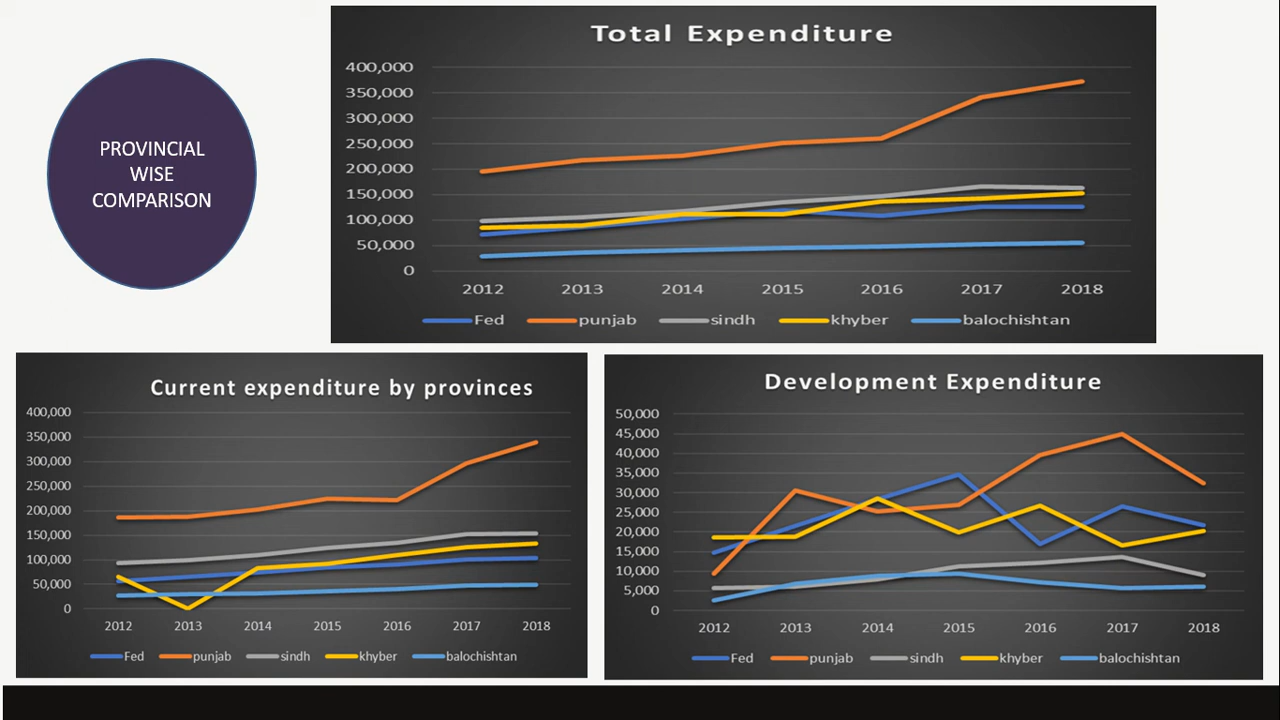 PROVINCIAL
WISE
COMPARISON
Total Expenditure
400,000
350,000
300,000
250,000
200,000
150,000
100,000
50,000
0
2012 2013 2014 2015 2016 2017 2018
Fed punjab sindh khyber balochishtan
Current expenditure by provinces
400,000
350,000
300,000
250,000
200,000
150,000
100,000
50,000
0
2012 2013 2014 2015 2016 2017 2018
Fed punjab sindh khyber balochishtan
Development Expenditure
50,000
45,000
40,000
35,000
30,000
25,000
20,000
15,000
10,000
5,000
0
2012 2013 2014 2015 2016 2017 2018
Fed punjab sindh khyber balochishtan